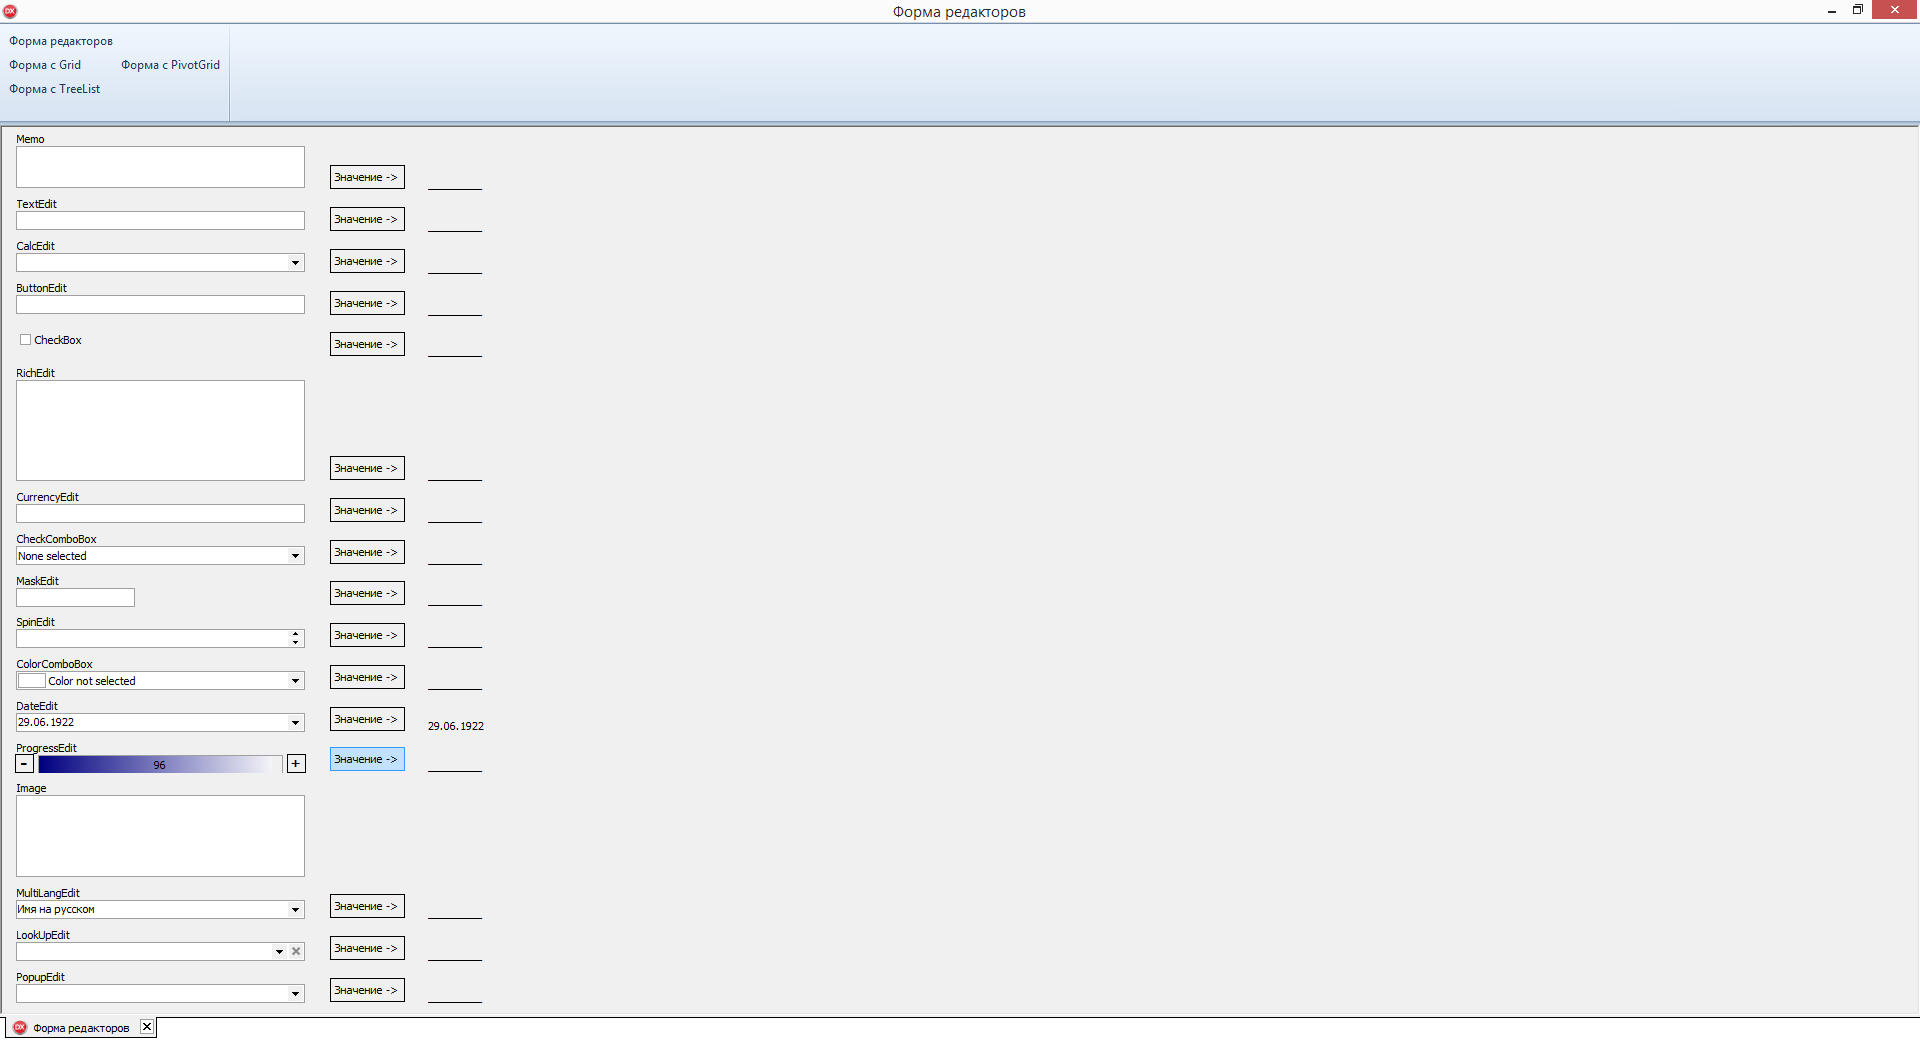 Форма редакторов
Форма редакторов
Форма с Grid Форма с PivotGrid
Форма с TreeList
Memo
Значение ->
TextEdit
Значение ->
CalcEdit
Значение ->
ButtonEdit
Значение ->
CheckBox Значение ->
RichEdit
Значение ->
CurrencyEdit
Значение ->
CheckComboBox
None selected Значение ->
MaskEdit
Значение ->
SpinEdit
Значение ->
ColorComboBox
Color not selected Значение ->
DateEdit
29.06.1922 Значение -> 29.06.1922
ProgressEdit
- 96 + Значение ->
Image
MultiLangEdit
Имя на русском Значение ->
LookUpEdit
Значение ->
PopupEdit
Значение ->
DX Форма редакторов